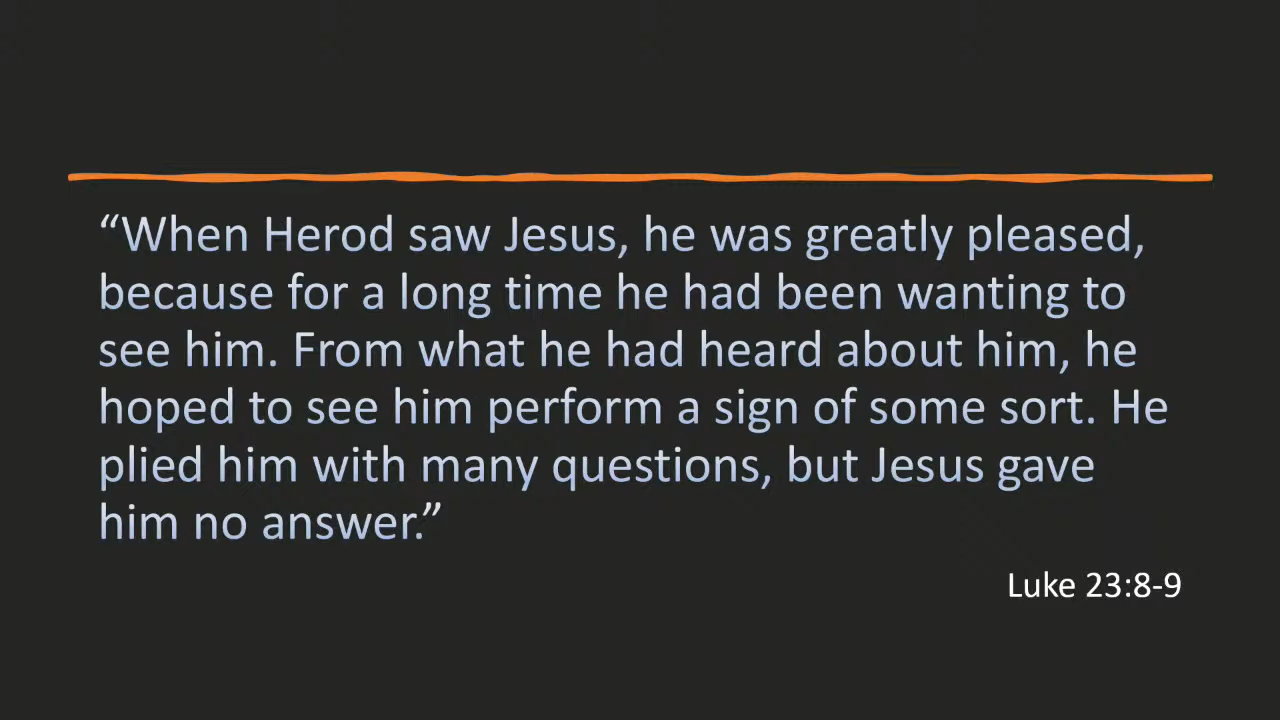 “When Herod saw Jesus, he was greatly pleased,
because for a long time he had been wanting to
see him. From what he had heard about him, he
hoped to see him perform a sign of some sort. He
plied him with many questions, but Jesus gave
him no answer.”
Luke 23:8-9